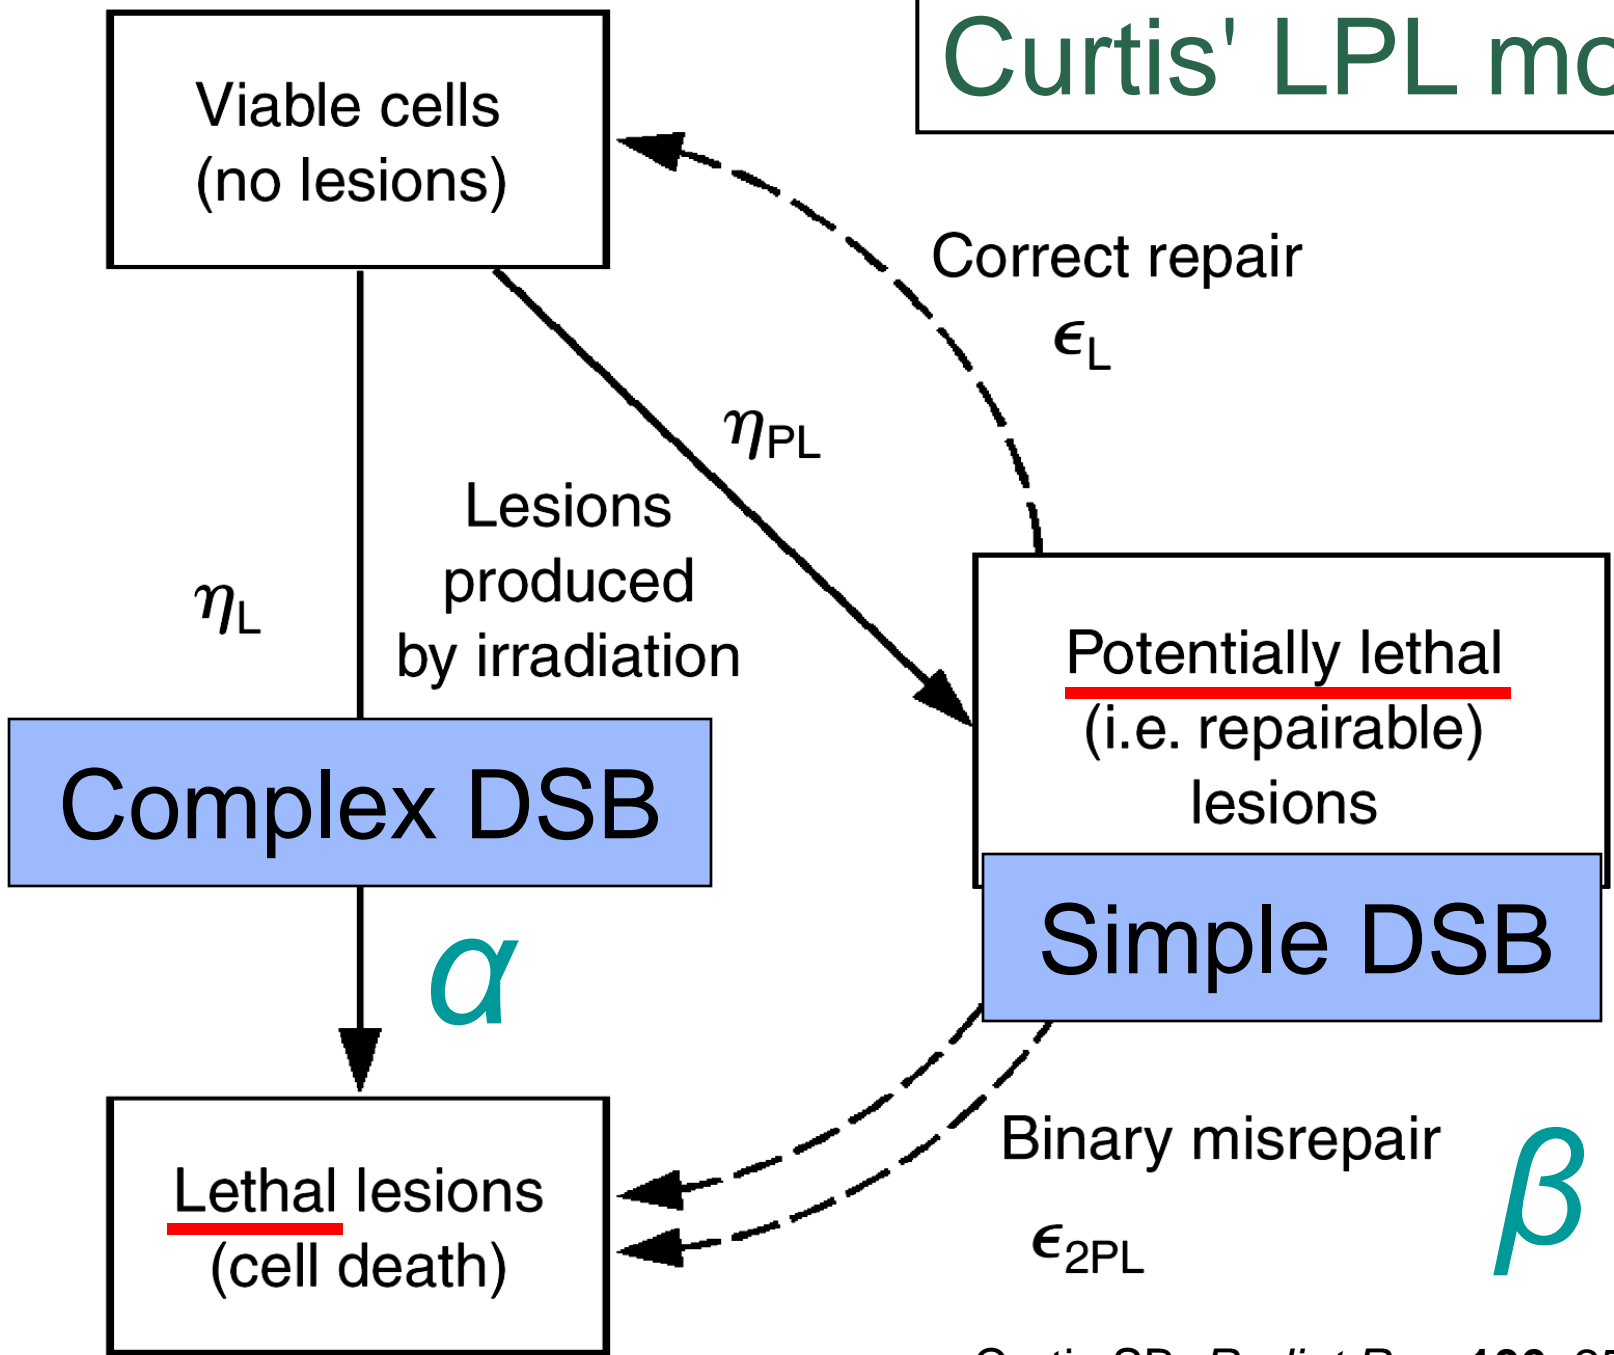 Curtis' LPL
Viable cells
(no lesions)
Correct repair
ϵL
ηPL
Lesions
produced
by irradiation
ηL
Potentially lethal
(i.e. repairable)
lesions
Complex DSB
Simple DSB
α
Binary misrepair
β
ϵ2PL
Lethal lesions
(cell death)